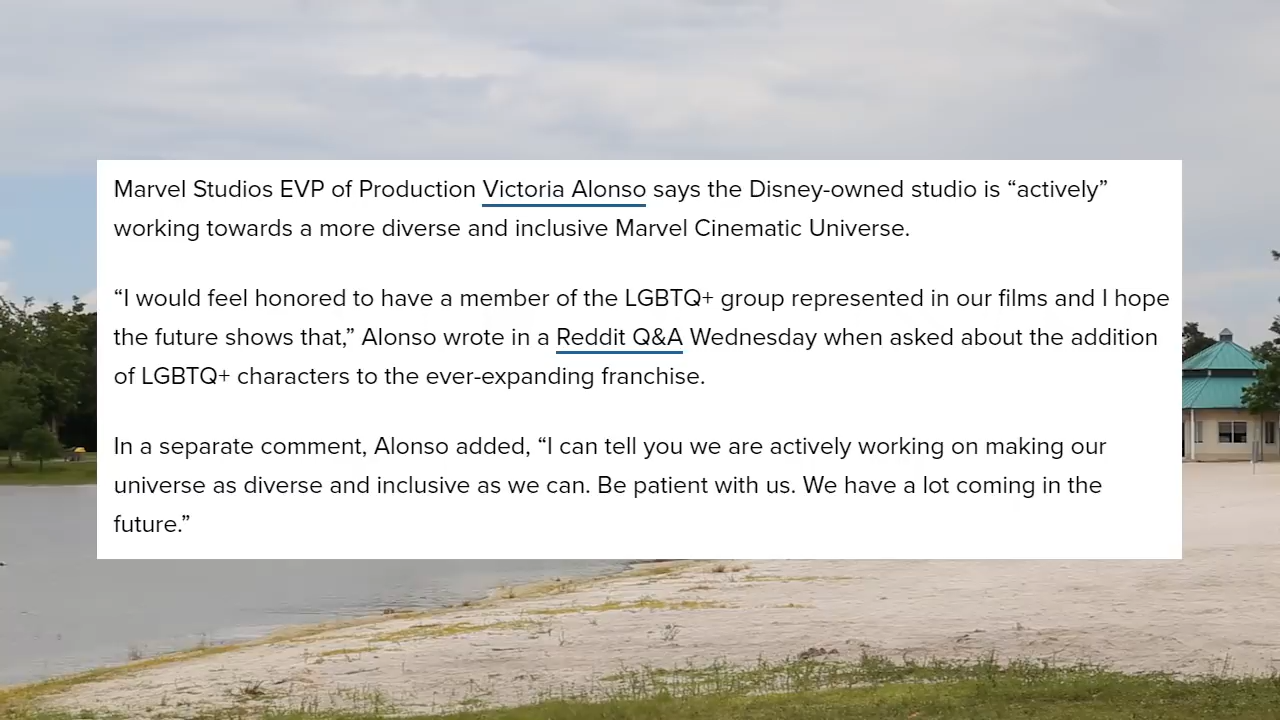 Marvel Studios EVP of Production Victoria Alonso says the Disney-owned studio is “actively”
working towards a more diverse and inclusive Marvel Cinematic Universe.
“I would feel honored to have a member of the LGBTQ+ group represented in our films and I hope
the future shows that,” Alonso wrote in a Reddit Q&A Wednesday when asked about the addition
of LGBTQ+ characters to the ever-expanding franchise.
In a separate comment, Alonso added, “I can tell you we are actively working on making our
universe as diverse and inclusive as we can. Be patient with us. We have a lot coming in the
future.”